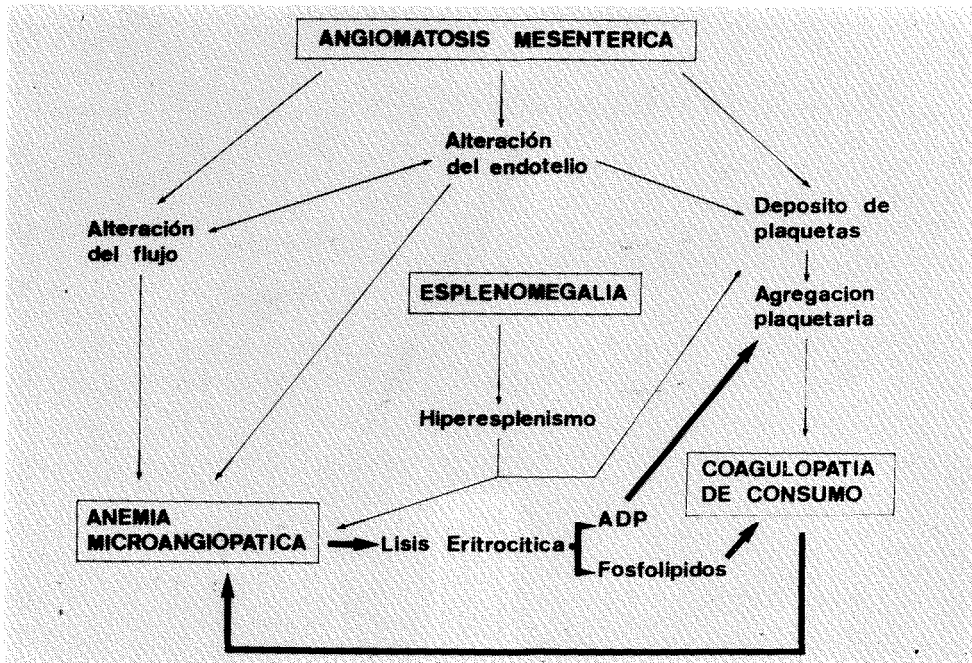 ANGIOMATOSIS MESENTERICA
Alteración
del endotelio
Alteración
del flujo
Deposito de
plaquetas
ESPLENOMEGALIA
Agregacion
plaquetaria
Hiperesplenismo
COAGULOPATIA
DE CONSUMO
ANEMIA
MICROANGIOPATICA
Lisis Eritrocitica
ADP
Fosfolípidos